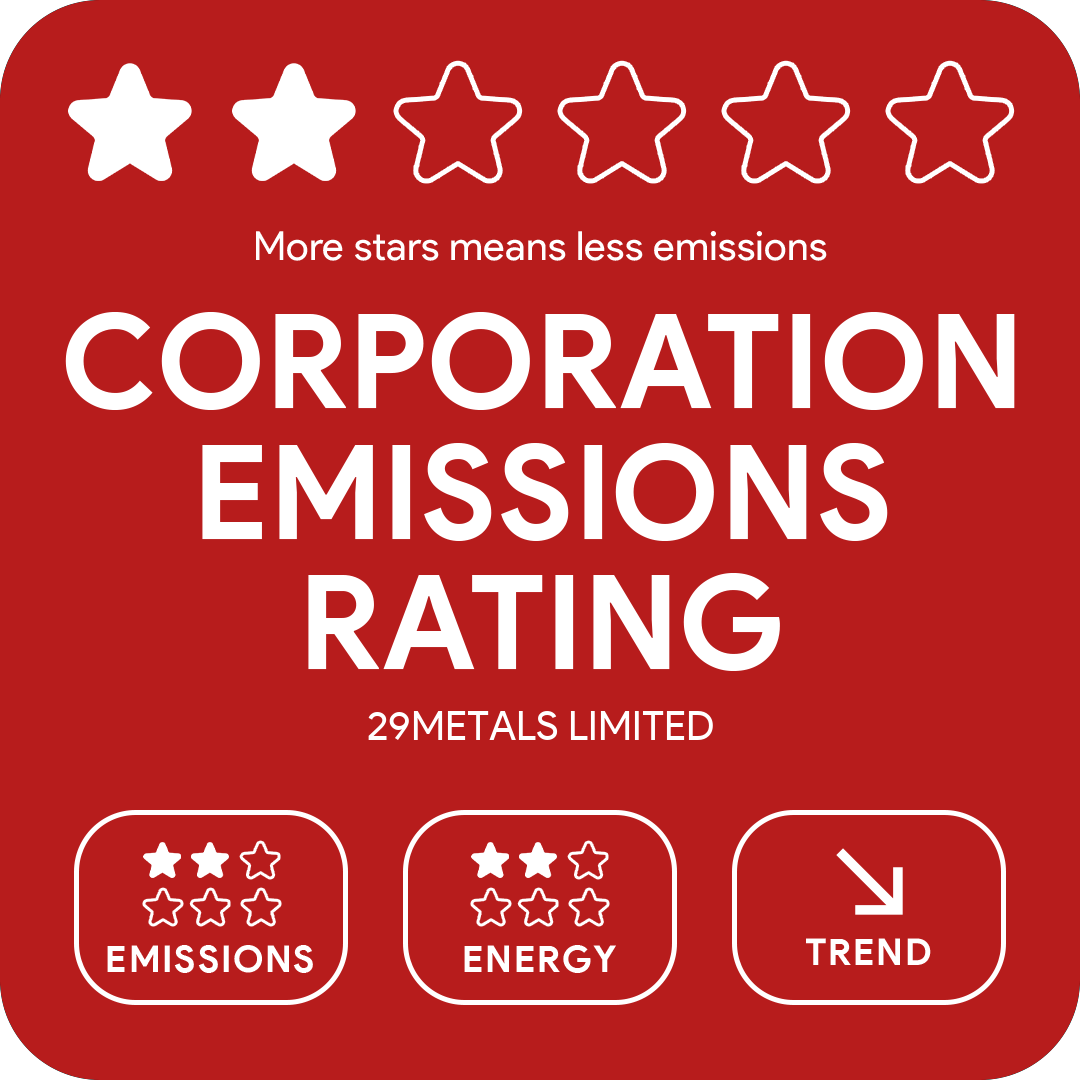 More stars means less emissions
CORPORATION
EMISSIONS
RATING
29METALS LIMITED
EMISSIONS
ENERGY
TREND